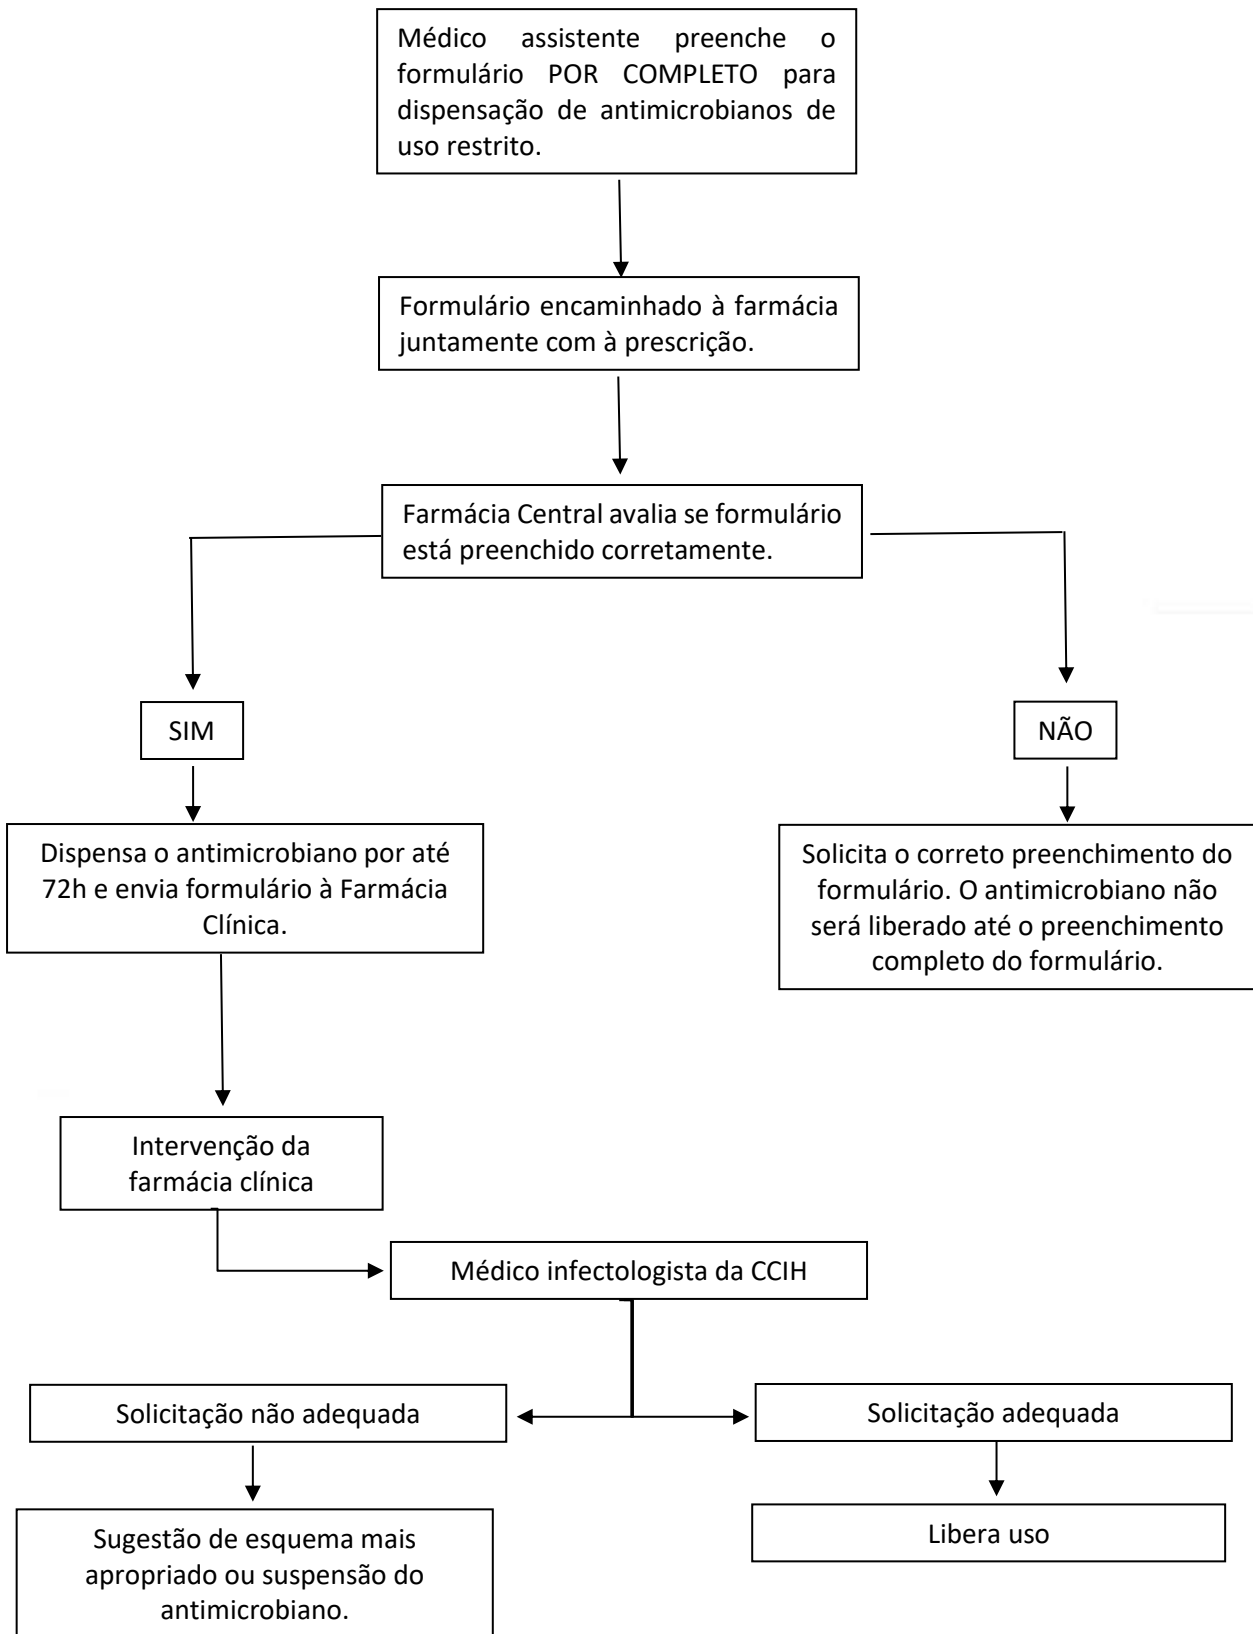 Médico assistente preenche o
formulário POR COMPLETO para
dispensação de antimicrobianos de
uso restrito.
Formulário encaminhado à farmácia
juntamente com à prescrição.
Farmácia Central avalia se formulário
está preenchido corretamente.
SIM
NÃO
Dispensa o antimicrobiano por até
72h e envia formulário à Farmácia
Clínica.
Solicita o correto preenchimento do
formulário. O antimicrobiano não
será liberado até o preenchimento
completo do formulário.
Intervenção da
farmácia clínica
Médico infectologista da CCIH
Solicitação não adequada
Solicitação adequada
Sugestão de esquema mais
apropriado ou suspensão do
antimicrobiano.
Libera uso